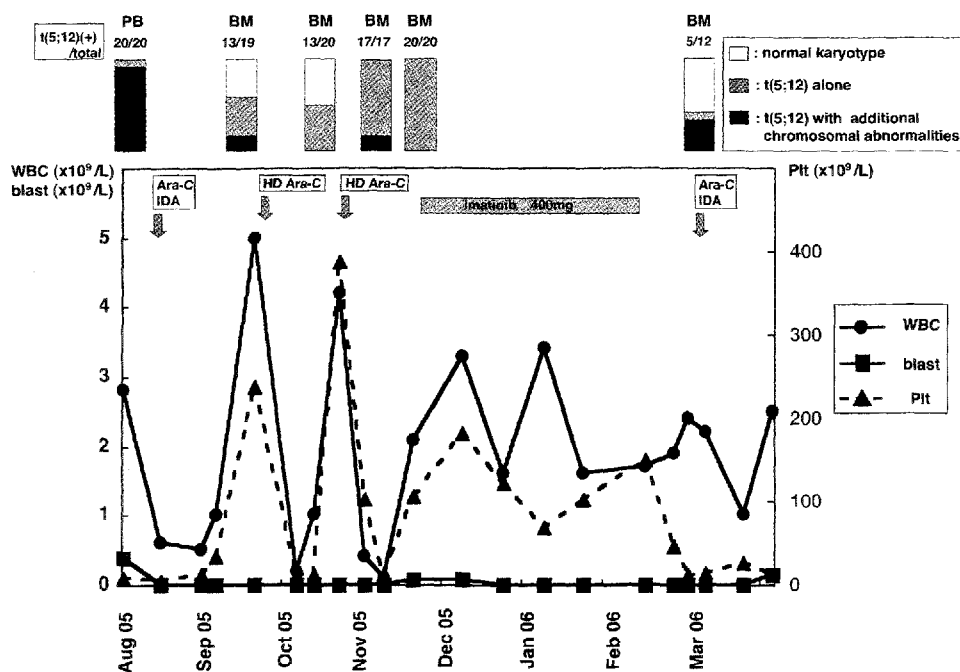 PB BM BM BM BM BM
t(5;12)(+)
/total
20/20 13/19 13/20 17/17 20/20 5/12
: normal karyotype
: t(5;12) alone
: t(5;12) with additional
chromosomal abnormalities
WBC (x10⁹/L)
blast (x10⁹/L)
Plt (x10⁹/L)
Ara-C
IDA
HD Ara-C
HD Ara-C
Imatinib 400mg
Ara-C
IDA
5
4
3
2
1
0
400
300
200
100
0
WBC
blast
Plt
Aug 05
Sep 05
Oct 05
Nov 05
Dec 05
Jan 06
Feb 06
Mar 06